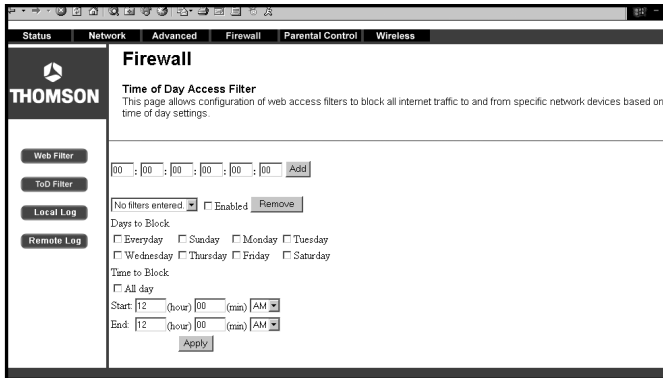 Status Network Advanced Firewall Parental Control Wireless
THOMSON
Firewall
Time of Day Access Filter
This page allows configuration of web access filters to block all internet traffic to and from specific network devices based on
time of day settings.
Web Filter
ToD Filter
Local Log
Remote Log
00 : 00 : 00 : 00 : 00 : 00 Add
No filters entered. Enabled Remove
Days to Block
Everyday Sunday Monday Tuesday
Wednesday Thursday Friday Saturday
Time to Block
All day
Start: 12 (hour) 00 (min) AM
End: 12 (hour) 00 (min) AM
Apply